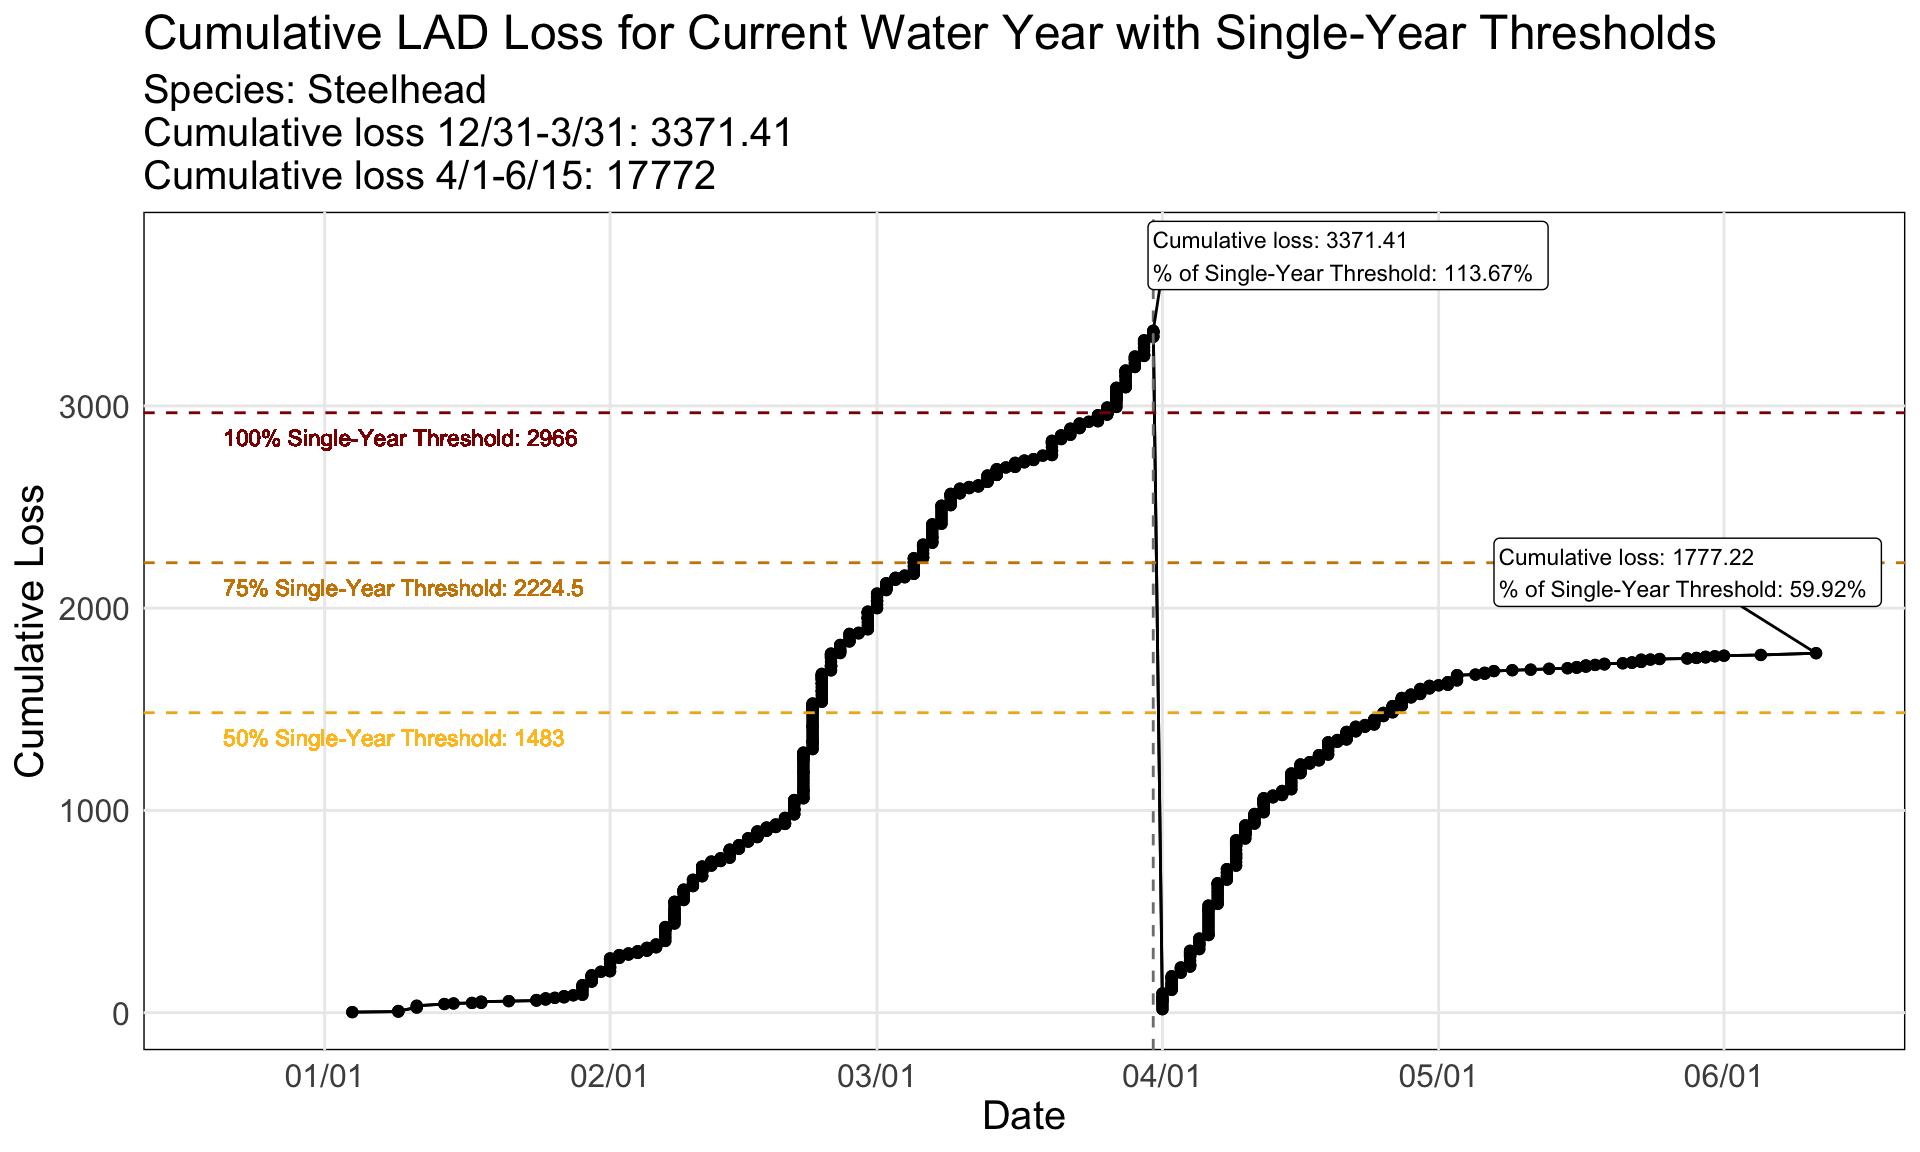 Cumulative LAD Loss for Current Water Year with Single-Year Thresholds
Species: Steelhead
Cumulative loss 12/31-3/31: 3371.41
Cumulative loss 4/1-6/15: 17772
Cumulative loss: 3371.41
% of Single-Year Threshold: 113.67%
3000
100% Single-Year Threshold: 2966
Cumulative loss: 1777.22
% of Single-Year Threshold: 59.92%
75% Single-Year Threshold: 2224.5
2000
50% Single-Year Threshold: 1483
1000
0
Cumulative Loss
01/01 02/01 03/01 04/01 05/01 06/01
Date